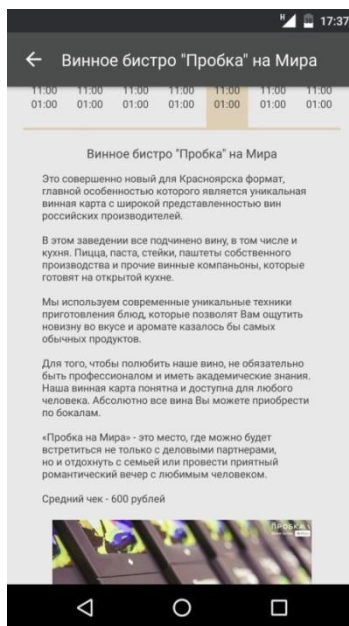 H 17:37
Винное бистро "Пробка" на Мира
11:00 11:00 11:00 11:00 11:00 11:00 11:00
01:00 01:00 01:00 01:00 01:00 01:00 01:00
Винное бистро "Пробка" на Мира
Это совершенно новый для Красноярска формат,
главной особенностью которого является уникальная
винная карта с широкой представленностью вин
российских производителей.
В этом заведении все подчинено вину, в том числе и
кухня. Пицца, паста, стейки, паштеты собственного
производства и прочие винные компаньоны, которые
готовят на открытой кухне.
Мы используем современные уникальные техники
приготовления блюд, которые позволят Вам ощутить
новизну во вкусе и аромате казалось бы самых
обычных продуктов.
Для того, чтобы полюбить наше вино, не обязательно
быть профессионалом и иметь академические знания.
Наша винная карта понятна и доступна для любого
человека. Абсолютно все вина Вы можете приобрести
по бокалам.
«Пробка на Мира» - это место, где можно будет
встретиться не только с деловыми партнерами,
но и отдохнуть с семьей или провести приятный
романтический вечер с любимым человеком.
Средний чек - 600 рублей
ПРОБКА